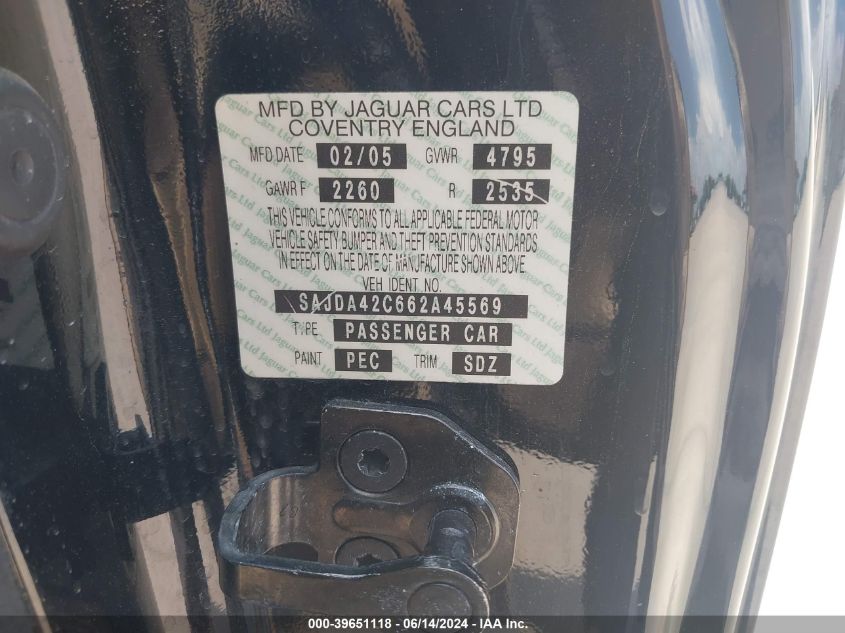 MFD BY JAGUAR CARS LTD
COVENTRY ENGLAND
MFD DATE 02/05 GVWR 4795
GAWR F 2260 R 2535
THIS VEHICLE CONFORMS TO ALL APPLICABLE FEDERAL MOTOR
VEHICLE SAFETY BUMPER AND THEFT PREVENTION STANDARDS
IN EFFECT ON THE DATE OF MANUFACTURE SHOWN ABOVE
VEH IDENT. NO.
SAJDA42C662A45569
TYPE PASSENGER CAR
PAINT PEC TRIM SDZ
000-39651118 - 06/14/2024 - IAA Inc.